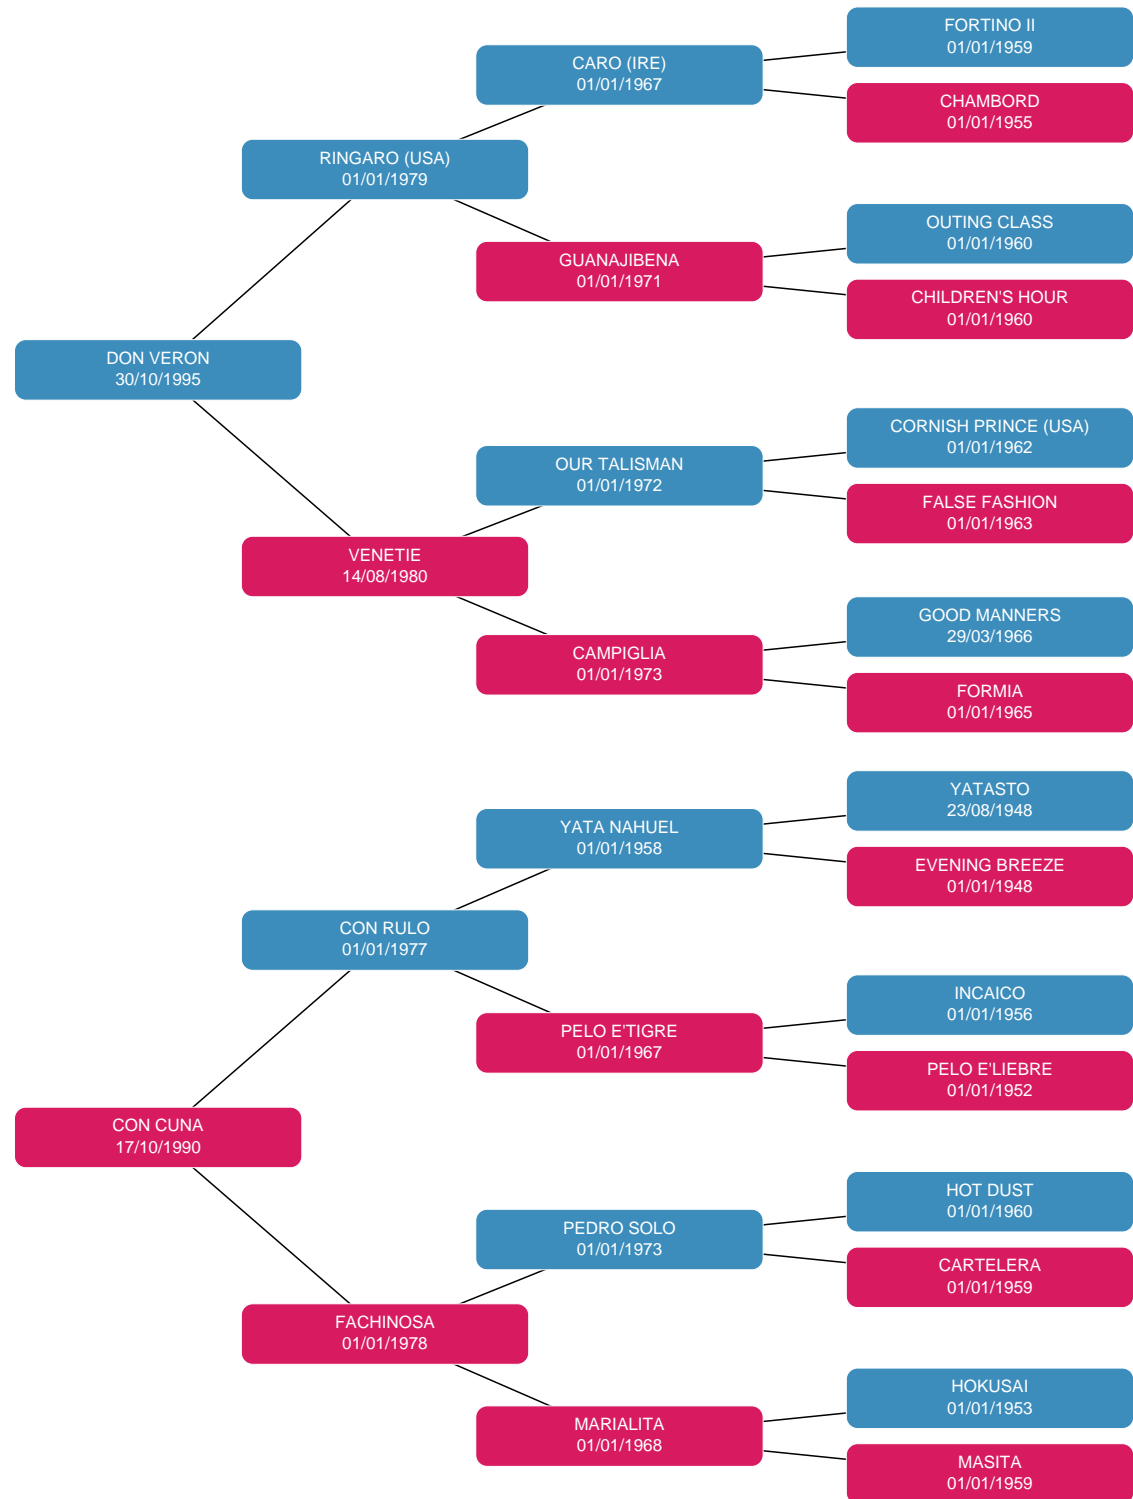 FORTINO II
01/01/1959
CARO (IRE)
01/01/1967
CHAMBORD
01/01/1955
RINGARO (USA)
01/01/1979
OUTING CLASS
01/01/1960
GUANAJIBENA
01/01/1971
CHILDREN'S HOUR
01/01/1960
DON VERON
30/10/1995
CORNISH PRINCE (USA)
01/01/1962
OUR TALISMAN
01/01/1972
FALSE FASHION
01/01/1963
VENETIE
14/08/1980
GOOD MANNERS
29/03/1966
CAMPIGLIA
01/01/1973
FORMIA
01/01/1965
YATASTO
23/08/1948
YATA NAHUEL
01/01/1958
EVENING BREEZE
01/01/1948
CON RULO
01/01/1977
INCAICO
01/01/1956
PELO E'TIGRE
01/01/1967
PELO E'LIEBRE
01/01/1952
CON CUNA
17/10/1990
HOT DUST
01/01/1960
PEDRO SOLO
01/01/1973
CARTELERA
01/01/1959
FACHINOSA
01/01/1978
HOKUSAI
01/01/1953
MARIALITA
01/01/1968
MASITA
01/01/1959